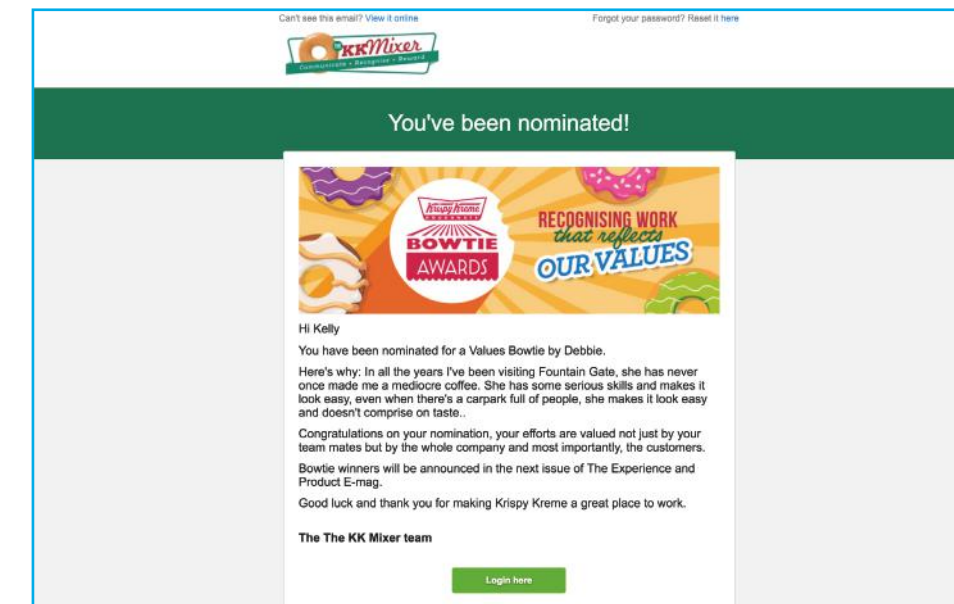 Can't see this email? View it online
Forgot your password? Reset it here
THE KK Mixer
Communicate • Recognise • Reward
You've been nominated!
Krispy Kreme
DOUGHNUTS
BOWTIE
AWARDS
RECOGNISING WORK
that reflects
OUR VALUES
Hi Kelly
You have been nominated for a Values Bowtie by Debbie.
Here's why: In all the years I've been visiting Fountain Gate, she has never
once made me a mediocre coffee. She has some serious skills and makes it
look easy, even when there's a carpark full of people, she makes it look easy
and doesn't comprise on taste..
Congratulations on your nomination, your efforts are valued not just by your
team mates but by the whole company and most importantly, the customers.
Bowtie winners will be announced in the next issue of The Experience and
Product E-mag.
Good luck and thank you for making Krispy Kreme a great place to work.
The The KK Mixer team
Login here